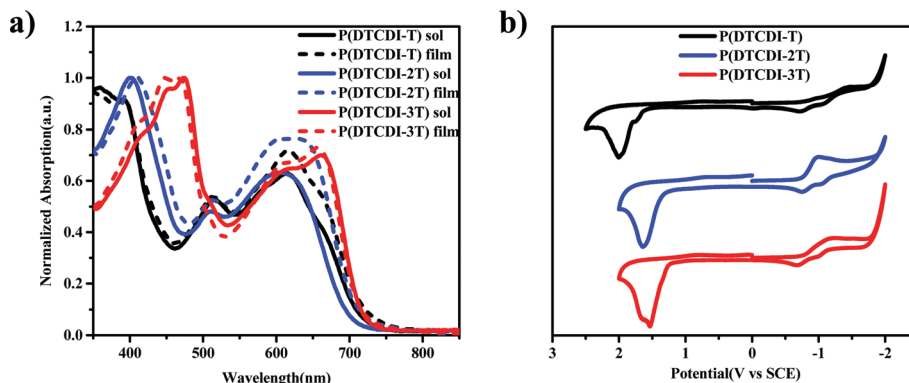 a)
P(DTCDI-T) sol
P(DTCDI-T) film
P(DTCDI-2T) sol
P(DTCDI-2T) film
P(DTCDI-3T) sol
P(DTCDI-3T) film
Normalized Absorption(a.u.)
1.2
1.0
0.8
0.6
0.4
0.2
0.0
400 500 600 700 800
Wavelength(nm)
b)
P(DTCDI-T)
P(DTCDI-2T)
P(DTCDI-3T)
3 2 1 0 -1 -2
Potential(V vs SCE)